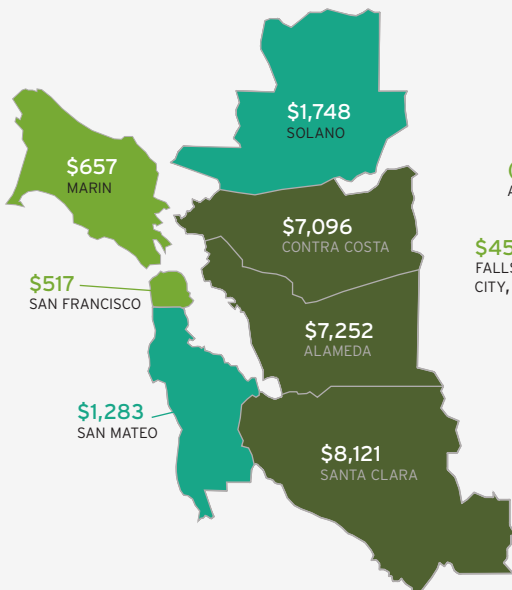 $1,748
SOLANO
$657
MARIN
$7,096
CONTRA COSTA
$45
FALLS
CITY,
$517
SAN FRANCISCO
$7,252
ALAMEDA
$1,283
SAN MATEO
$8,121
SANTA CLARA